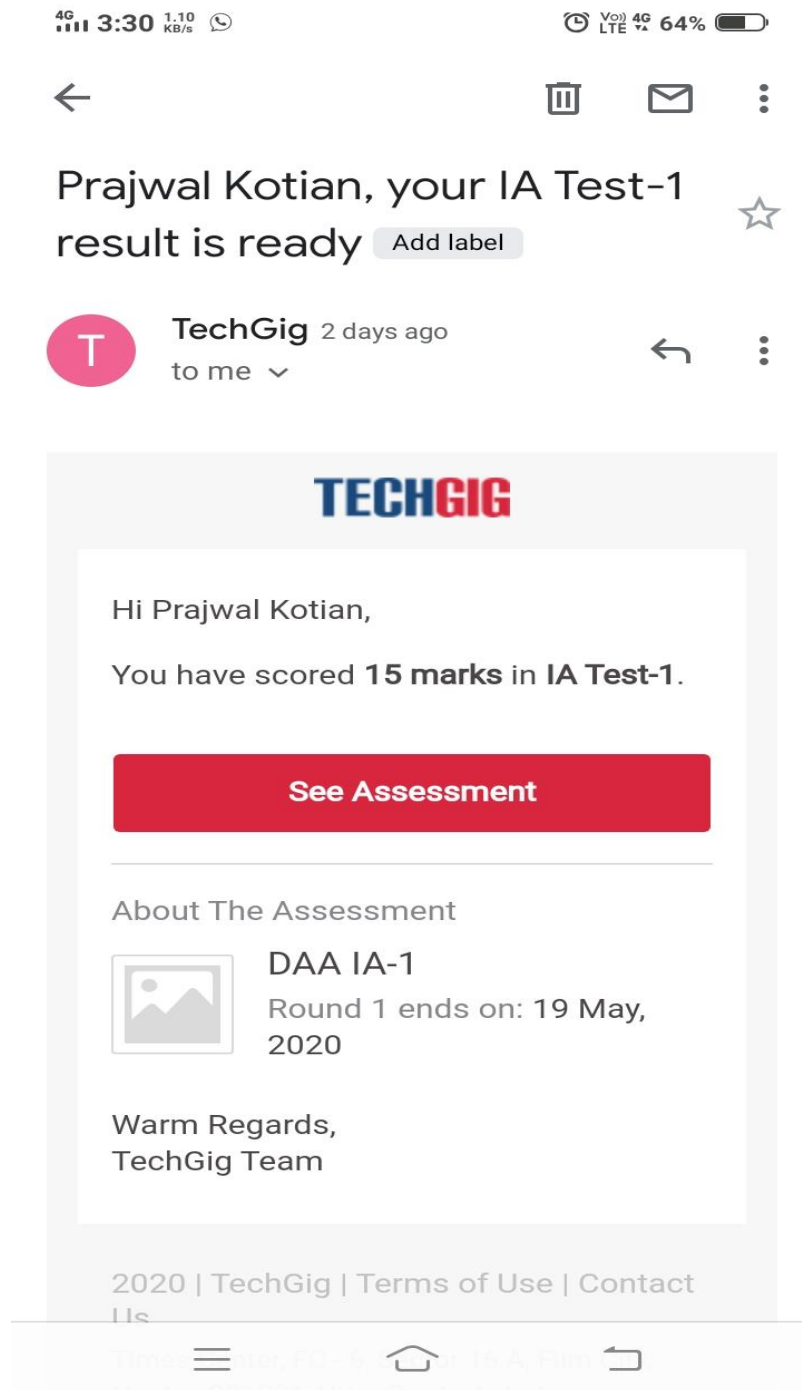 4G 3:30 1.10 KB/s Vo)) LTE 4G 64%
Prajwal Kotian, your IA Test-1
result is ready Add label
T TechGig 2 days ago
to me
TECHGIG
Hi Prajwal Kotian,
You have scored 15 marks in IA Test-1.
See Assessment
About The Assessment
DAA IA-1
Round 1 ends on: 19 May,
2020
Warm Regards,
TechGig Team
2020 | TechGig | Terms of Use | Contact
Us